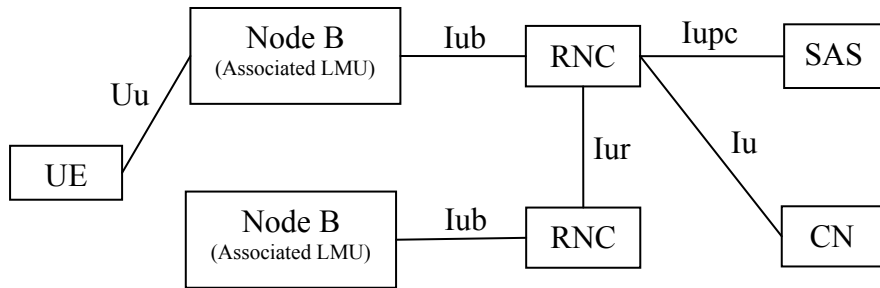 Node B
(Associated LMU)
Iub
RNC
Iupc
SAS
Uu
UE
Iur
Iu
Node B
(Associated LMU)
Iub
RNC
CN